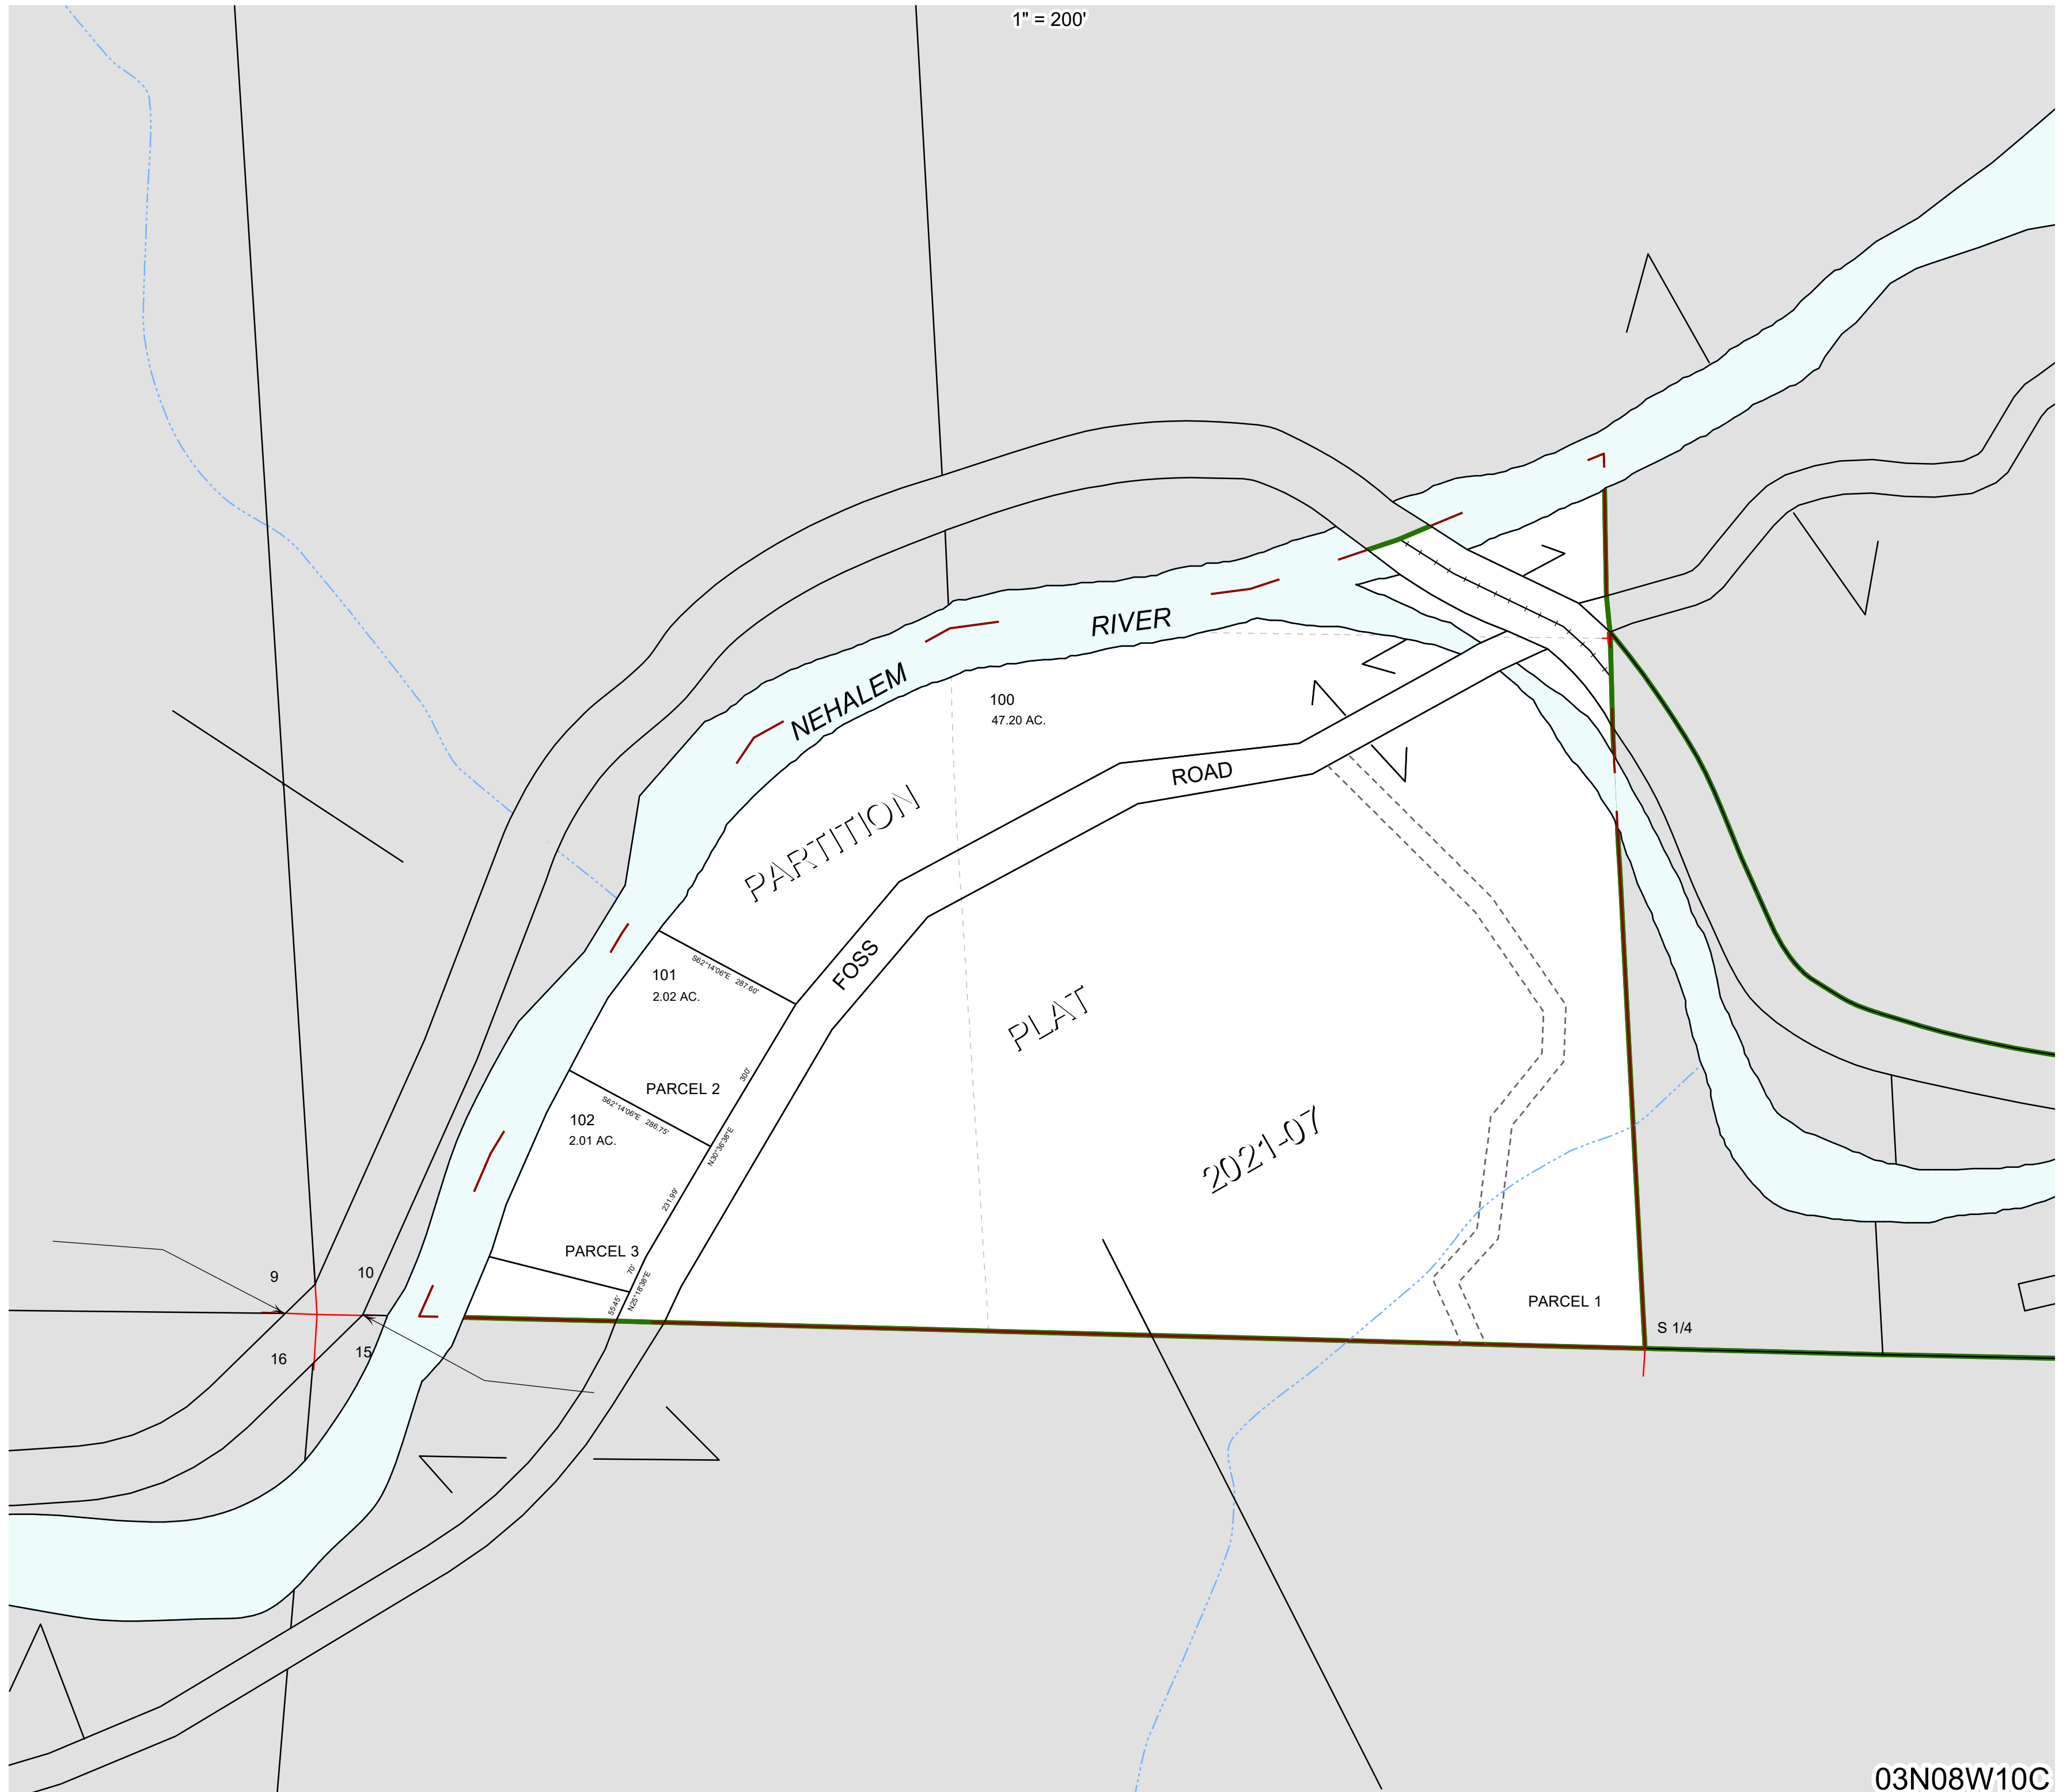 1" = 200'
RIVER
NEHALEM
100
47.20 AC.
ROAD
PARTITION
FOSS
S62°14'06"E 287.60'
101
2.02 AC.
PLAT
300'
PARCEL 2
S62°14'06"E 286.75'
102
2.01 AC.
N30°36'38"E
2021-07
231.99'
PARCEL 3
70'
9
10
N25°18'38"E
55.45'
PARCEL 1
S 1/4
16
15
03N08W10C